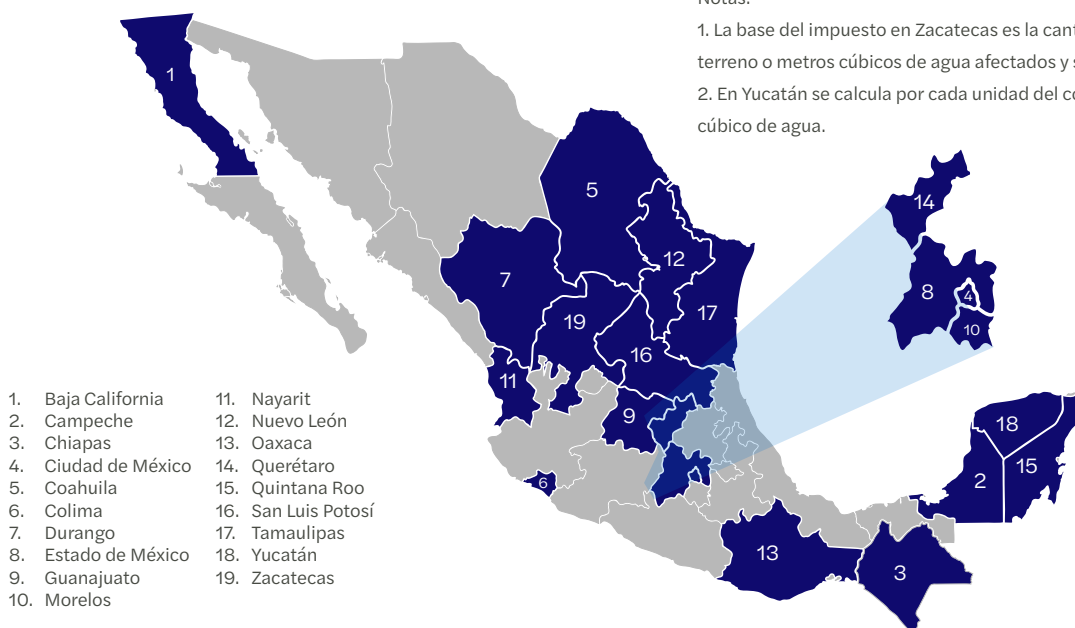 Notas:
1. La base del impuesto en Zacatecas es la
terreno o metros cúbicos de agua afectados y
2. En Yucatán se calcula por cada unidad del
cúbico de agua.
1
5
14
12
7
8
4
17
19
10
16
11
9
18
15
2
6
13
3
1. Baja California
2. Campeche
3. Chiapas
4. Ciudad de México
5. Coahuila
6. Colima
7. Durango
8. Estado de México
9. Guanajuato
10. Morelos
11. Nayarit
12. Nuevo León
13. Oaxaca
14. Querétaro
15. Quintana Roo
16. San Luis Potosí
17. Tamaulipas
18. Yucatán
19. Zacatecas